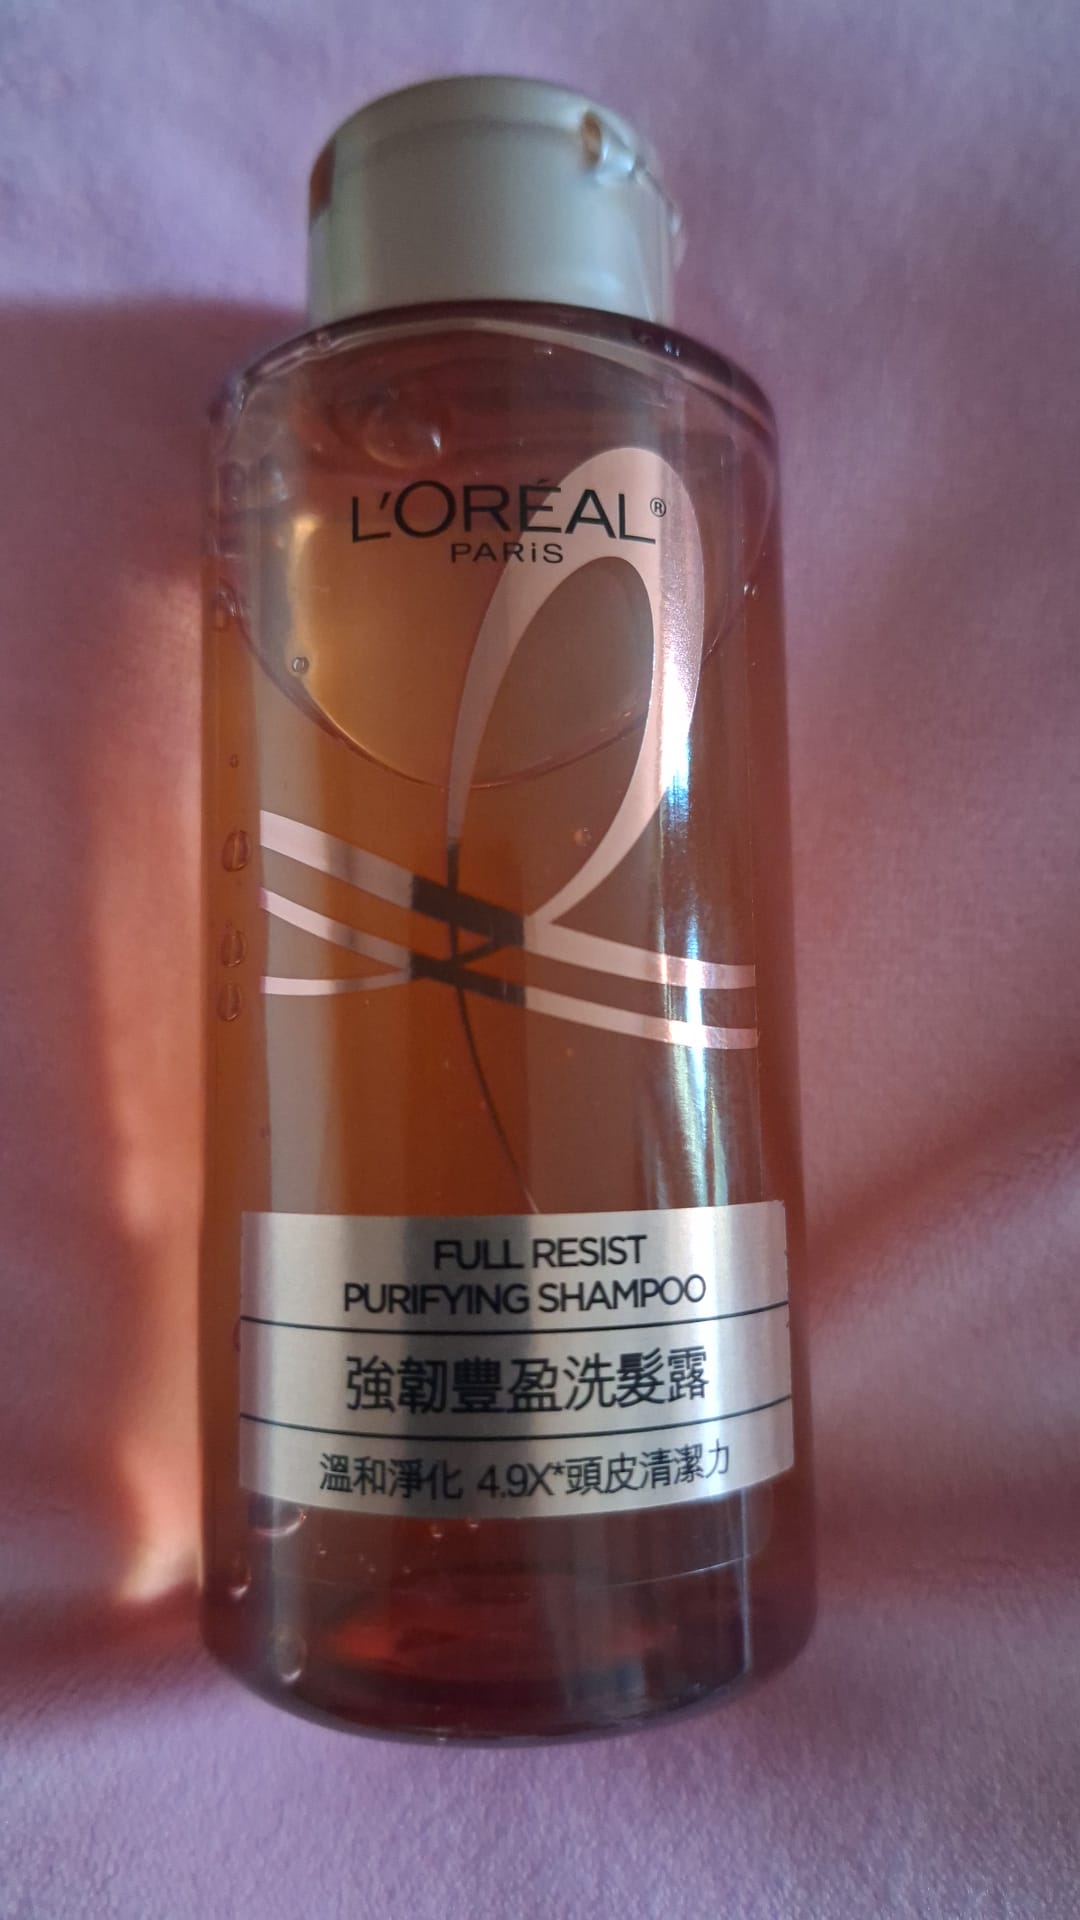 L'ORÉAL®
PARiS
FULL RESIST
PURIFYING SHAMPOO
強韌豐盈洗髮露
溫和淨化 4.9X*頭皮清潔力